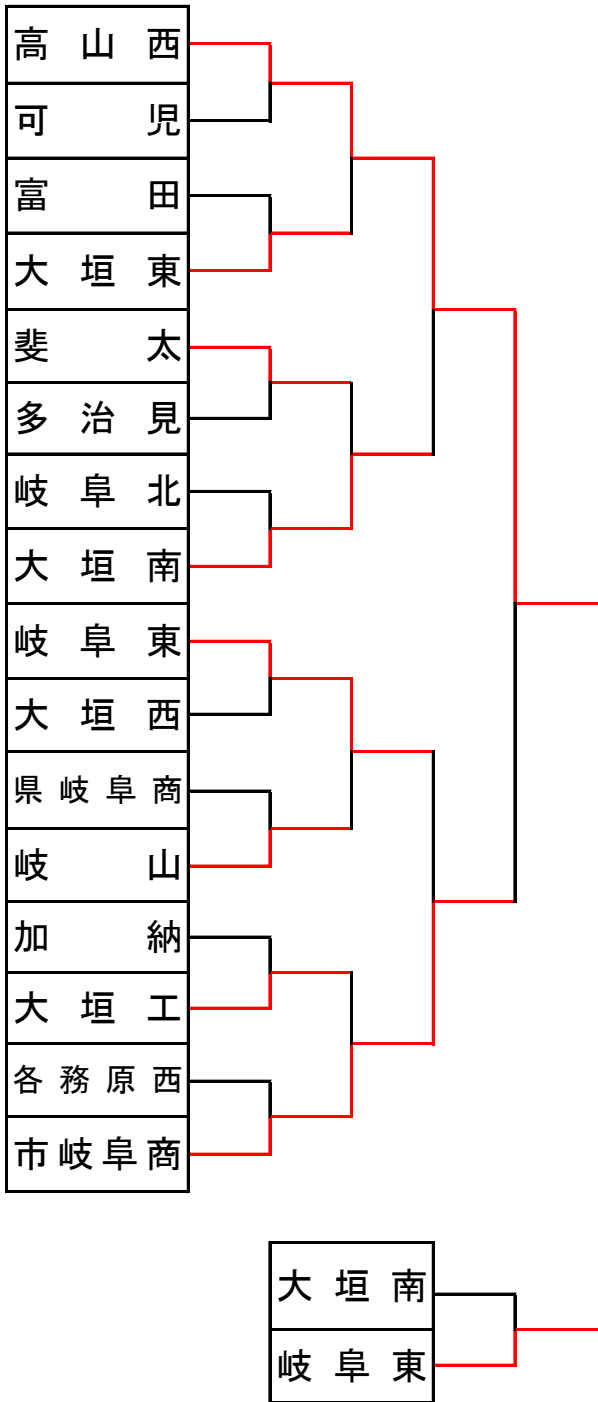 高山西
可児
富田
大垣東
斐太
多治見
岐阜北
大垣南
岐阜東
大垣西
県岐阜商
岐山
加納
大垣工
各務原西
市岐阜商
大垣南
岐阜東